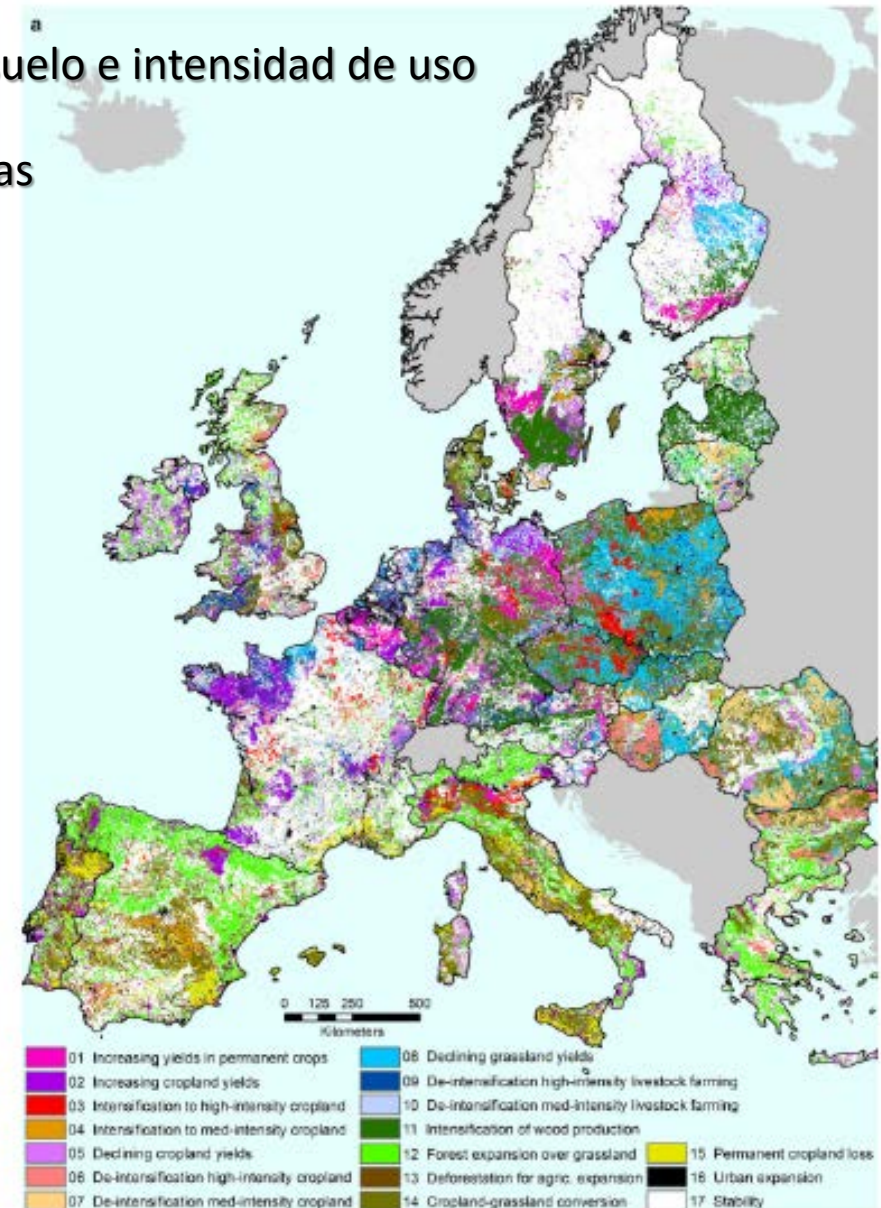 a
uelo e intensidad de uso
as
0 125 250 500
Kilometers
01 Increasing yields in permanent crops
02 Increasing cropland yields
03 Intensification to high-intensity cropland
04 Intensification to med-intensity cropland
05 Declining cropland yields
06 De-intensification high-intensity cropland
07 De-intensification med-intensity cropland
08 Declining grassland yields
09 De-intensification high-intensity livestock farming
10 De-intensification med-intensity livestock farming
11 Intensification of wood production
12 Forest expansion over grassland
13 Deforestation for agric. expansion
14 Cropland-grassland conversion
15 Permanent cropland loss
16 Urban expansion
17 Stability